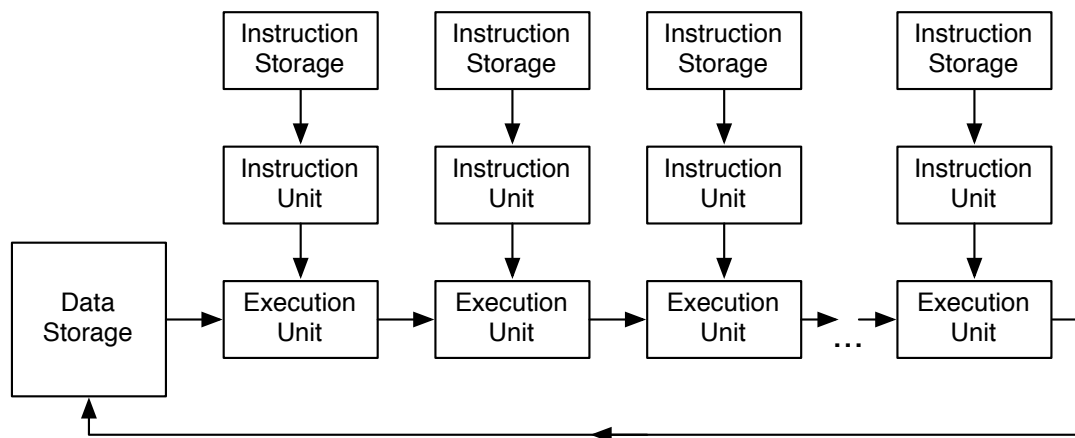 Instruction
Storage
Instruction
Storage
Instruction
Storage
Instruction
Storage
Instruction
Unit
Instruction
Unit
Instruction
Unit
Instruction
Unit
Data
Storage
Execution
Unit
Execution
Unit
Execution
Unit
...
Execution
Unit